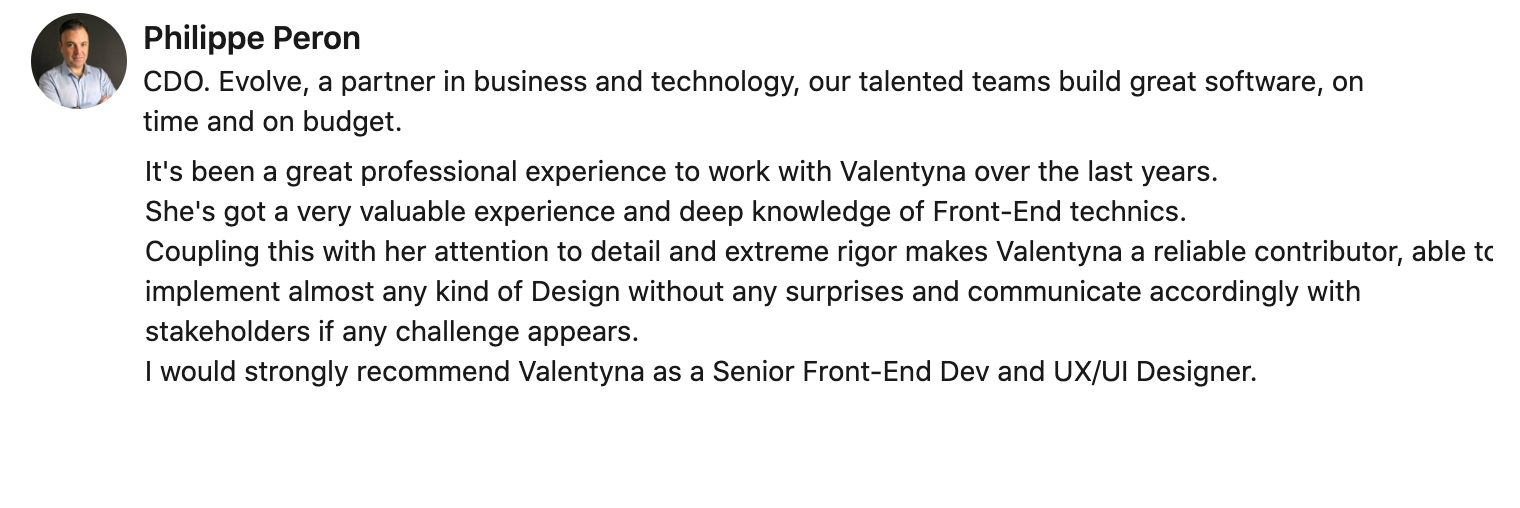 Philippe Peron
CDO. Evolve, a partner in business and technology, our talented teams build great software, on
time and on budget.
It's been a great professional experience to work with Valentyna over the last years.
She's got a very valuable experience and deep knowledge of Front-End technics.
Coupling this with her attention to detail and extreme rigor makes Valentyna a reliable contributor, able to
implement almost any kind of Design without any surprises and communicate accordingly with
stakeholders if any challenge appears.
I would strongly recommend Valentyna as a Senior Front-End Dev and UX/UI Designer.